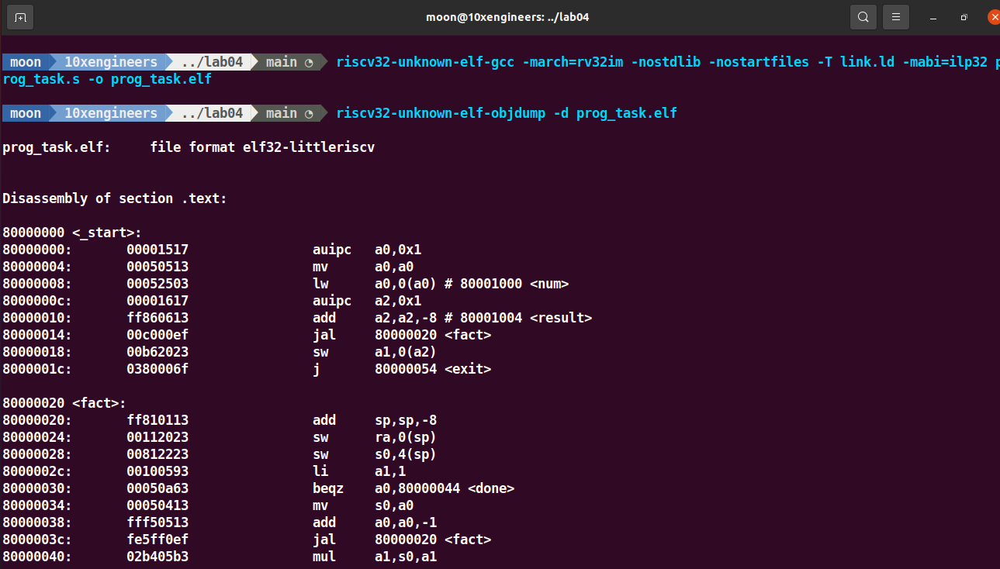 moon@10xengineers: ../lab04
moon 10xengineers ../lab04 main riscv32-unknown-elf-gcc -march=rv32im -nostdlib -nostartfiles -T link.ld -mabi=ilp32 p
rog_task.s -o prog_task.elf
moon 10xengineers ../lab04 main riscv32-unknown-elf-objdump -d prog_task.elf
prog_task.elf:     file format elf32-littleriscv
Disassembly of section .text:
80000000 <_start>:
80000000:       00001517                auipc   a0,0x1
80000004:       00050513                mv      a0,a0
80000008:       00052503                lw      a0,0(a0) # 80001000 <num>
8000000c:       00001617                auipc   a2,0x1
80000010:       ff860613                add     a2,a2,-8 # 80001004 <result>
80000014:       00c000ef                jal     80000020 <fact>
80000018:       00b62023                sw      a1,0(a2)
8000001c:       0380006f                j       80000054 <exit>
80000020 <fact>:
80000020:       ff810113                add     sp,sp,-8
80000024:       00112023                sw      ra,0(sp)
80000028:       00812223                sw      s0,4(sp)
8000002c:       00100593                li      a1,1
80000030:       00050a63                beqz    a0,80000044 <done>
80000034:       00050413                mv      s0,a0
80000038:       fff50513                add     a0,a0,-1
8000003c:       fe5ff0ef                jal     80000020 <fact>
80000040:       02b405b3                mul     a1,s0,a1